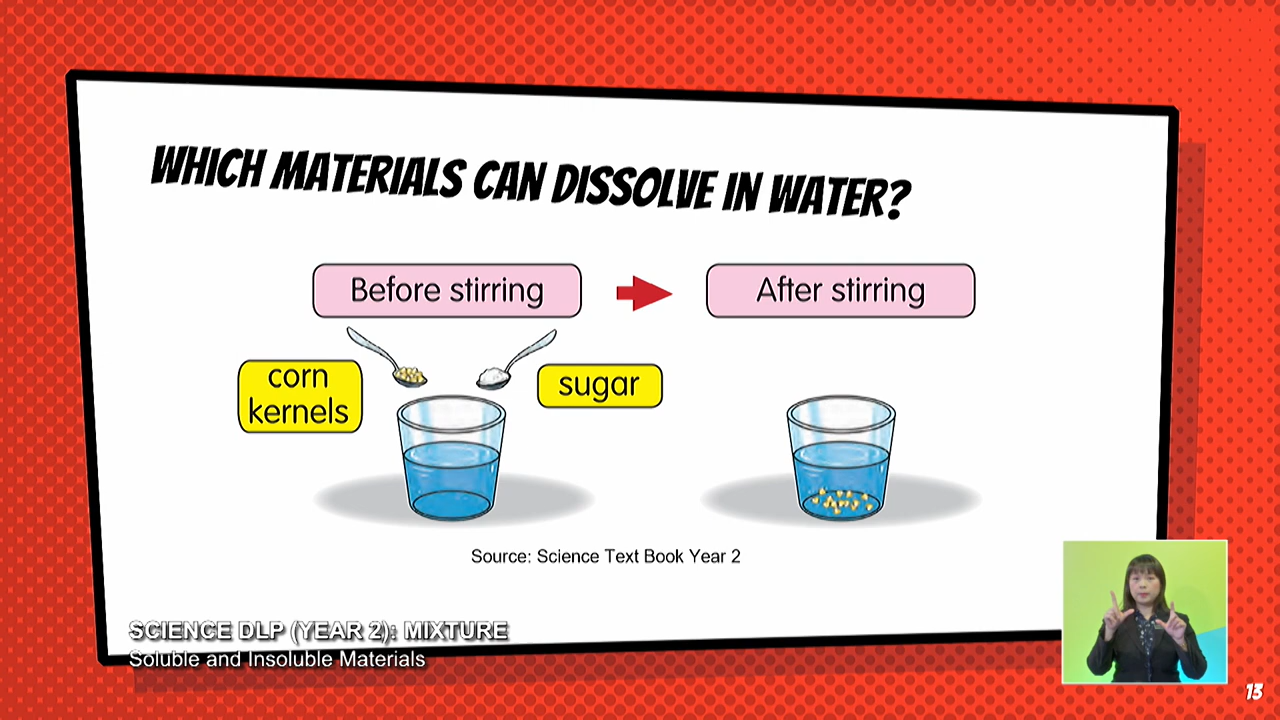 WHICH MATERIALS CAN DISSOLVE IN WATER?
Before stirring
After stirring
corn
kernels
sugar
Source: Science Text Book Year 2
SCIENCE DLP (YEAR 2): MIXTURE
Soluble and Insoluble Materials
13